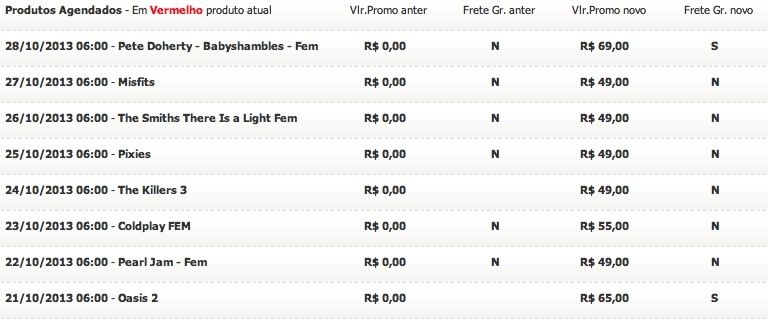 Produtos Agendados - Em Vermelho produto atual Vlr.Promo anter Frete Gr. anter Vlr.Promo novo Frete Gr. novo
28/10/2013 06:00 - Pete Doherty - Babyshambles - Fem R$ 0,00 N R$ 69,00 S
27/10/2013 06:00 - Misfits R$ 0,00 N R$ 49,00 N
26/10/2013 06:00 - The Smiths There Is a Light Fem R$ 0,00 N R$ 49,00 N
25/10/2013 06:00 - Pixies R$ 0,00 N R$ 49,00 N
24/10/2013 06:00 - The Killers 3 R$ 0,00 R$ 49,00 N
23/10/2013 06:00 - Coldplay FEM R$ 0,00 N R$ 55,00 N
22/10/2013 06:00 - Pearl Jam - Fem R$ 0,00 N R$ 49,00 N
21/10/2013 06:00 - Oasis 2 R$ 0,00 R$ 65,00 S